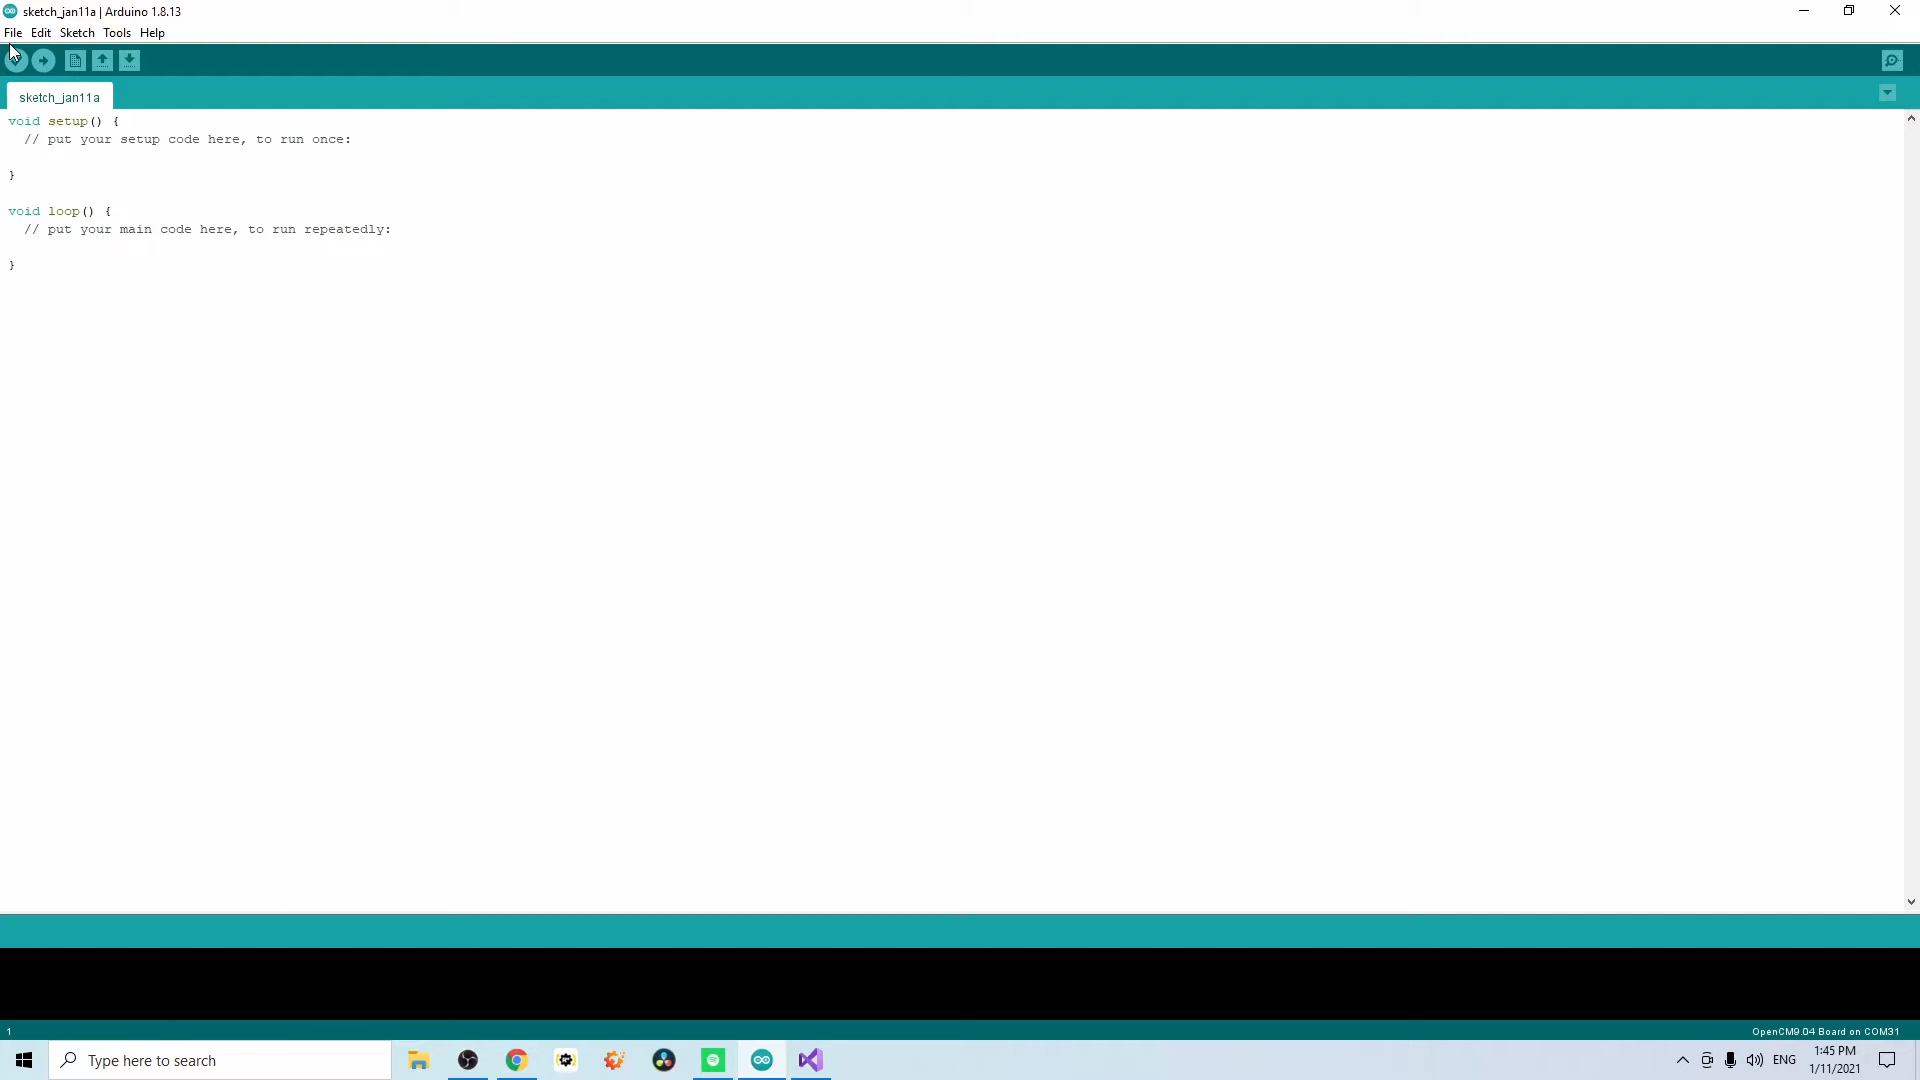 sketch_jan11a | Arduino 1.8.13
File Edit Sketch Tools Help
sketch_jan11a
void setup() {
  // put your setup code here, to run once:
}
void loop() {
  // put your main code here, to run repeatedly:
}
1
OpenCM9.04 Board on COM31
Type here to search
ENG
1:45 PM
1/11/2021